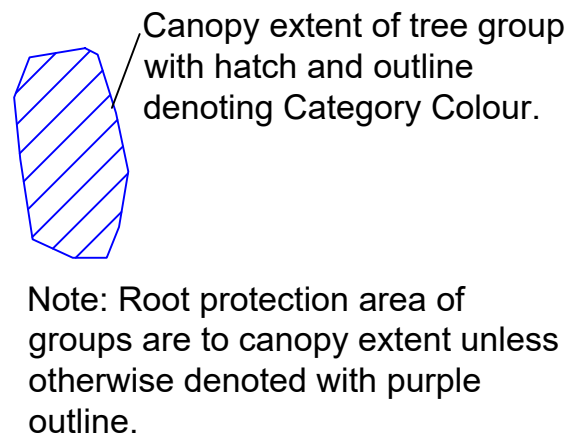 Canopy extent of tree group
with hatch and outline
denoting Category Colour.
Note: Root protection area of
groups are to canopy extent unless
otherwise denoted with purple
outline.